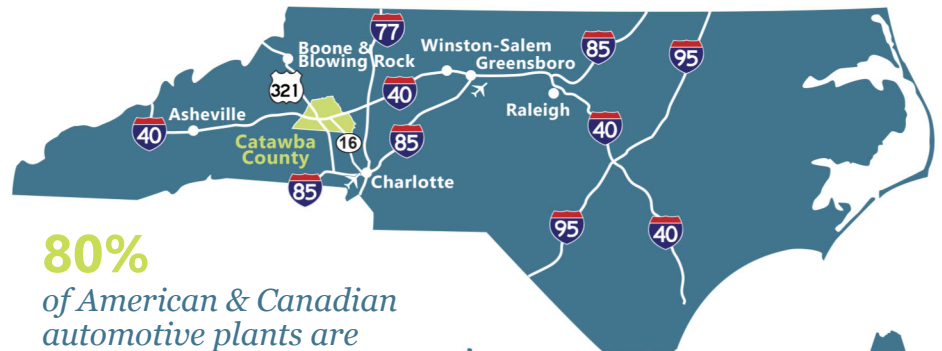 77
Boone &
Blowing Rock
Winston-Salem
Greensboro
85
95
321
40
Asheville
40
Raleigh
40
Catawba
County
16
85
85
Charlotte
95
40
80%
of American & Canadian
automotive plants are